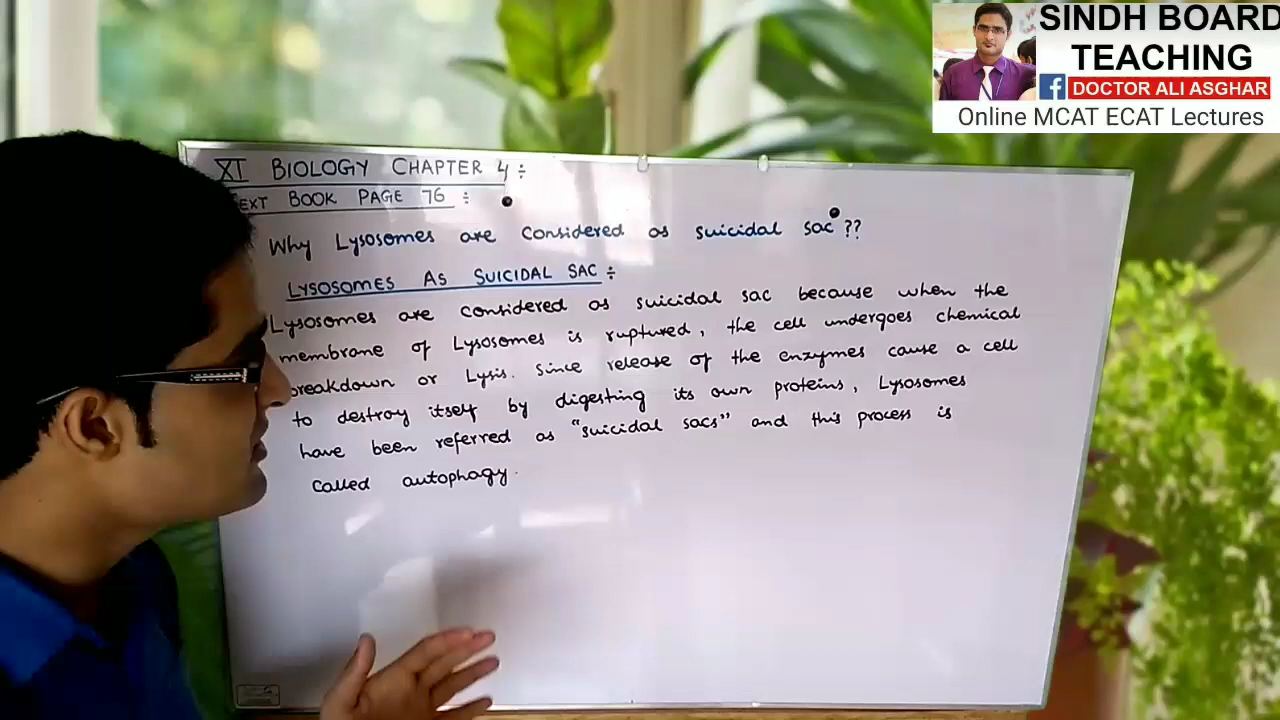 SINDH BOARD
TEACHING
DOCTOR ALI ASGHAR
Online MCAT ECAT Lectures
XI BIOLOGY CHAPTER 4 :
TEXT BOOK PAGE 76 :
Why Lysosomes are considered as suicidal sac ??
LYSOSOMES AS SUICIDAL SAC :
Lysosomes are considered as suicidal sac because when the
membrane of Lysosomes is ruptured, the cell undergoes chemical
breakdown or Lysis. Since release of the enzymes cause a cell
to destroy itself by digesting its own proteins, Lysosomes
have been referred as "suicidal sacs" and this process is
called autophagy.